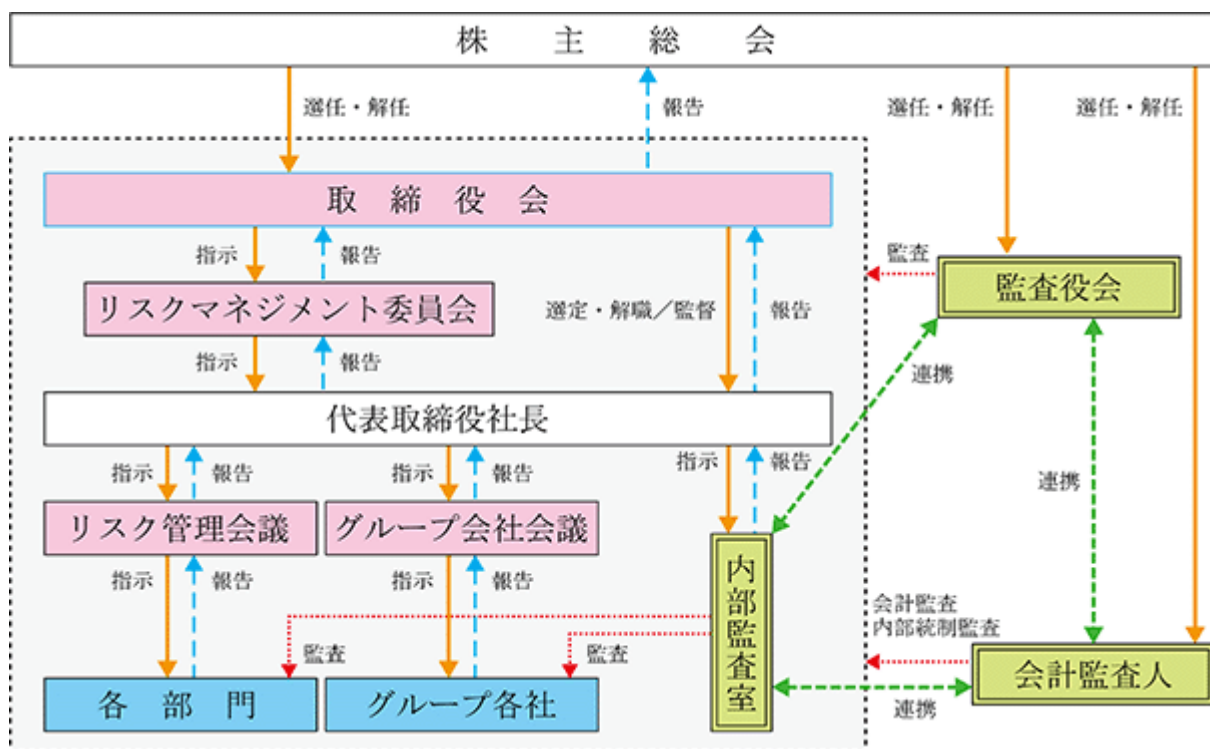 株主総会
選任・解任
報告
選任・解任
選任・解任
取締役会
指示
報告
監査
監査役会
リスクマネジメント委員会
選定・解職／監督
報告
指示
報告
連携
代表取締役社長
指示
報告
指示
報告
指示
報告
連携
リスク管理会議
グループ会社会議
内部監査室
指示
報告
指示
報告
会計監査
内部統制監査
監査
監査
会計監査人
各部門
グループ各社
連携